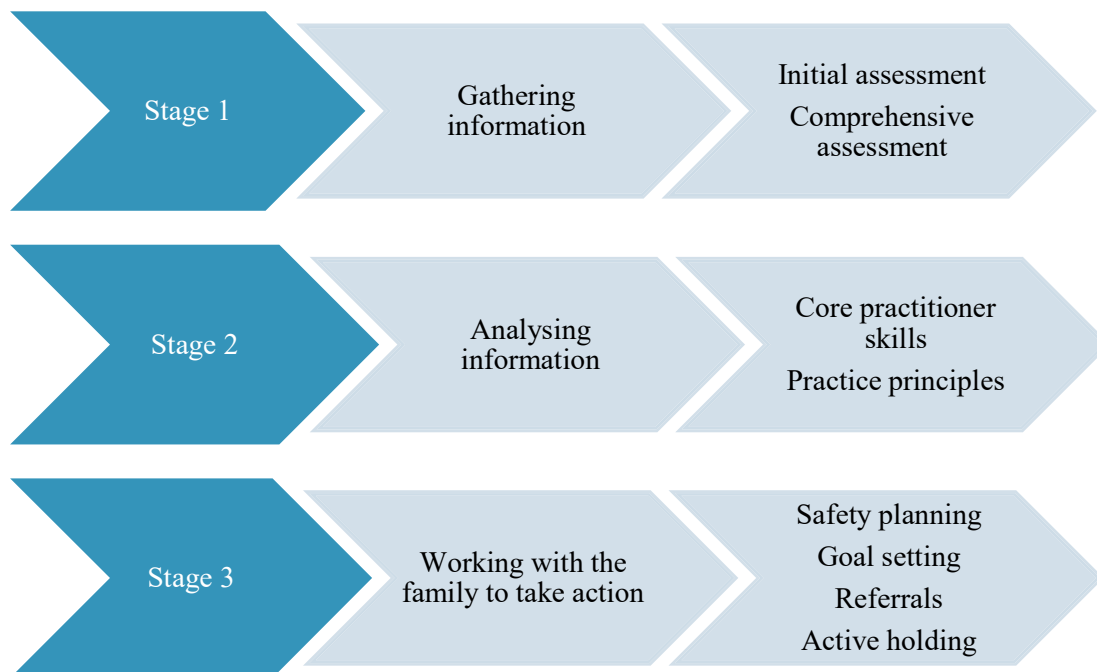 Stage 1
Gathering
information
Initial assessment
Comprehensive
assessment
Stage 2
Analysing
information
Core practitioner
skills
Practice principles
Stage 3
Working with the
family to take action
Safety planning
Goal setting
Referrals
Active holding